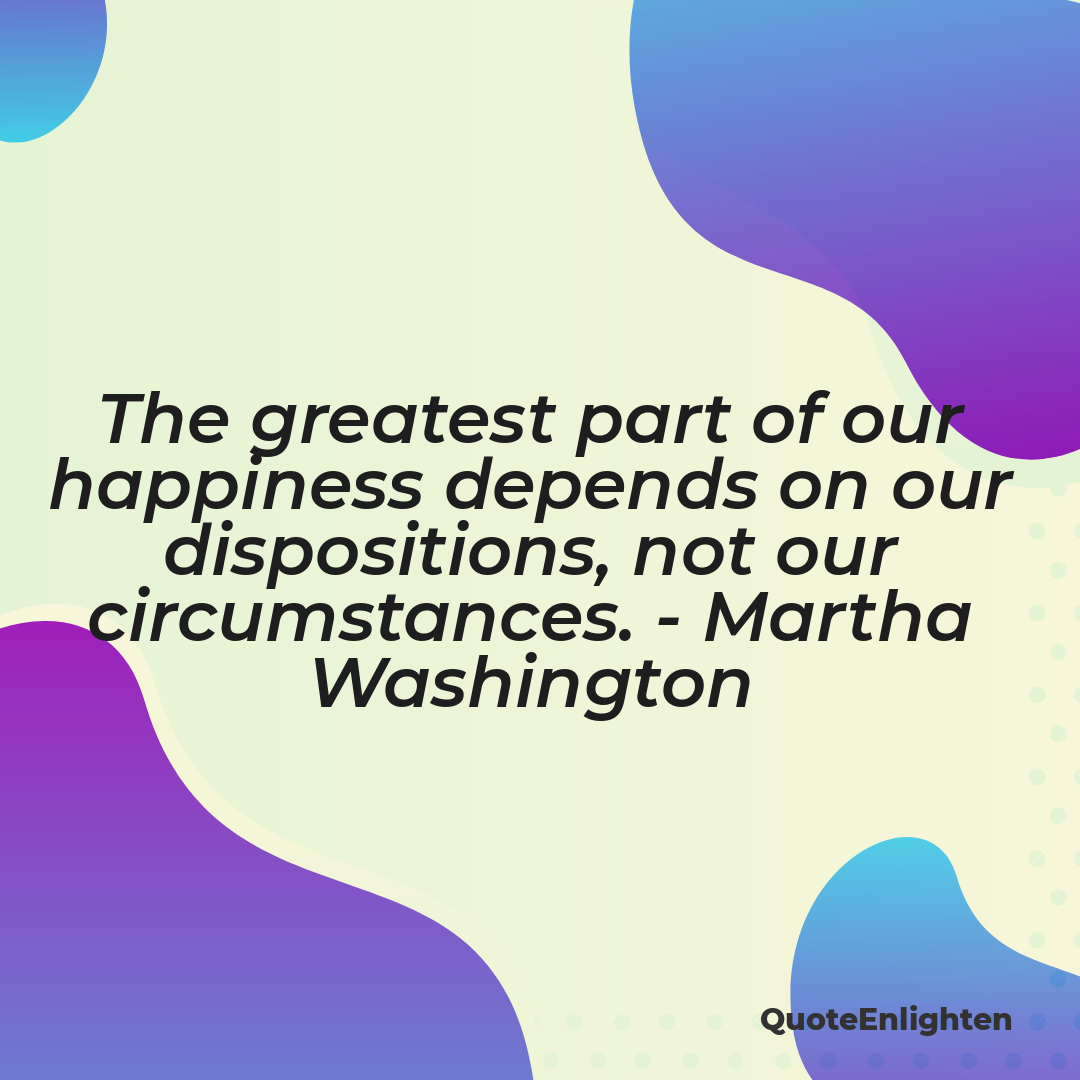 The greatest part of our
happiness depends on our
dispositions, not our
circumstances. - Martha
Washington
QuoteEnlighten